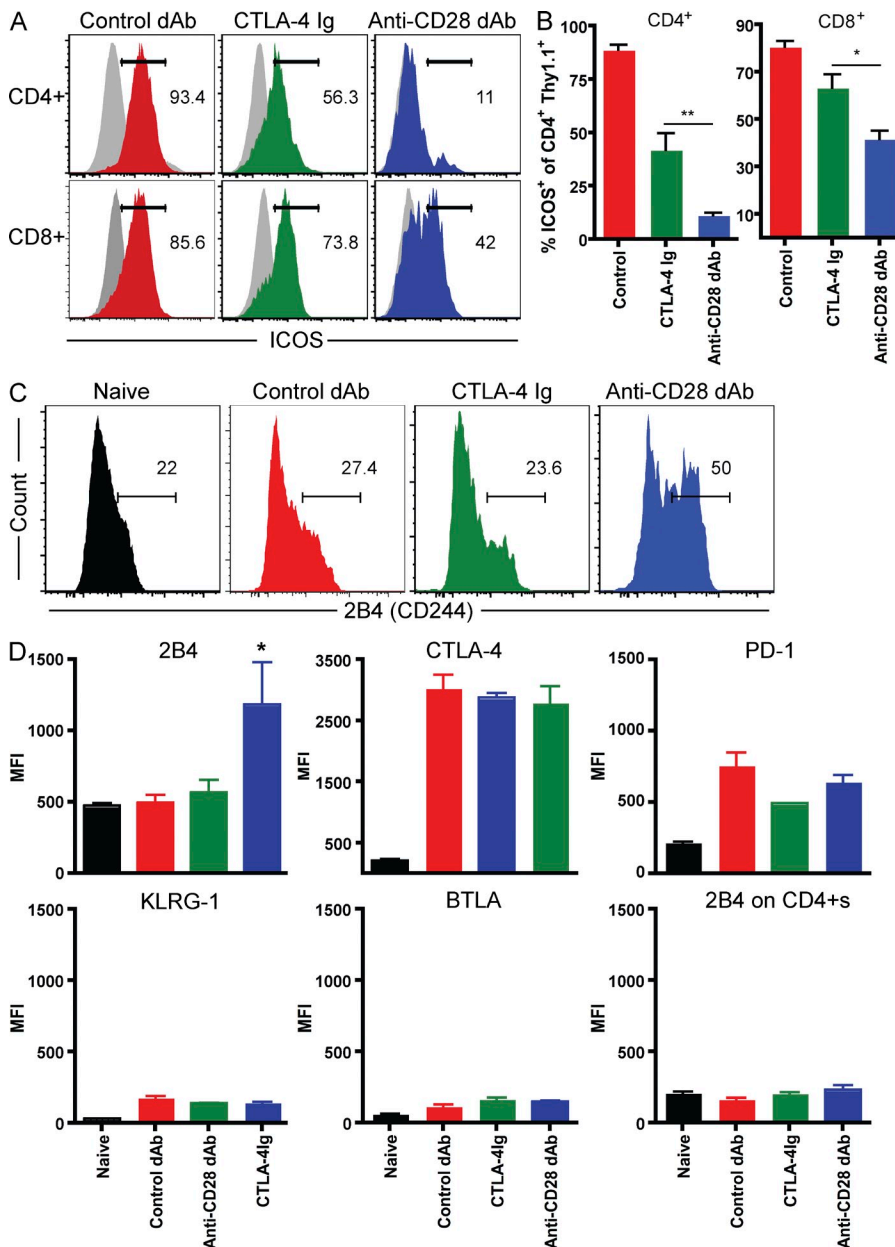 A
Control dAb
CTLA-4 Ig
Anti-CD28 dAb
CD4+
93.4
56.3
11
CD8+
85.6
73.8
42
ICOS
B
CD4⁺
CD8⁺
% ICOS⁺ of CD4⁺ Thy1.1⁺
100
75
50
25
0
**
Control
CTLA-4 Ig
Anti-CD28 dAb
90
70
50
30
10
*
Control
CTLA-4 Ig
Anti-CD28 dAb
C
Naive
Control dAb
CTLA-4 Ig
Anti-CD28 dAb
Count
22
27.4
23.6
50
2B4 (CD244)
D
2B4
MFI
1500
1000
500
0
*
CTLA-4
MFI
3500
2500
1500
500
PD-1
MFI
1500
1000
500
0
KLRG-1
MFI
1500
1000
500
0
Naive
Control dAb
Anti-CD28 dAb
CTLA-4Ig
BTLA
MFI
1500
1000
500
0
Naive
Control dAb
CTLA-4Ig
Anti-CD28 dAb
2B4 on CD4+s
MFI
1500
1000
500
0
Naive
Control dAb
CTLA-4Ig
Anti-CD28 dAb